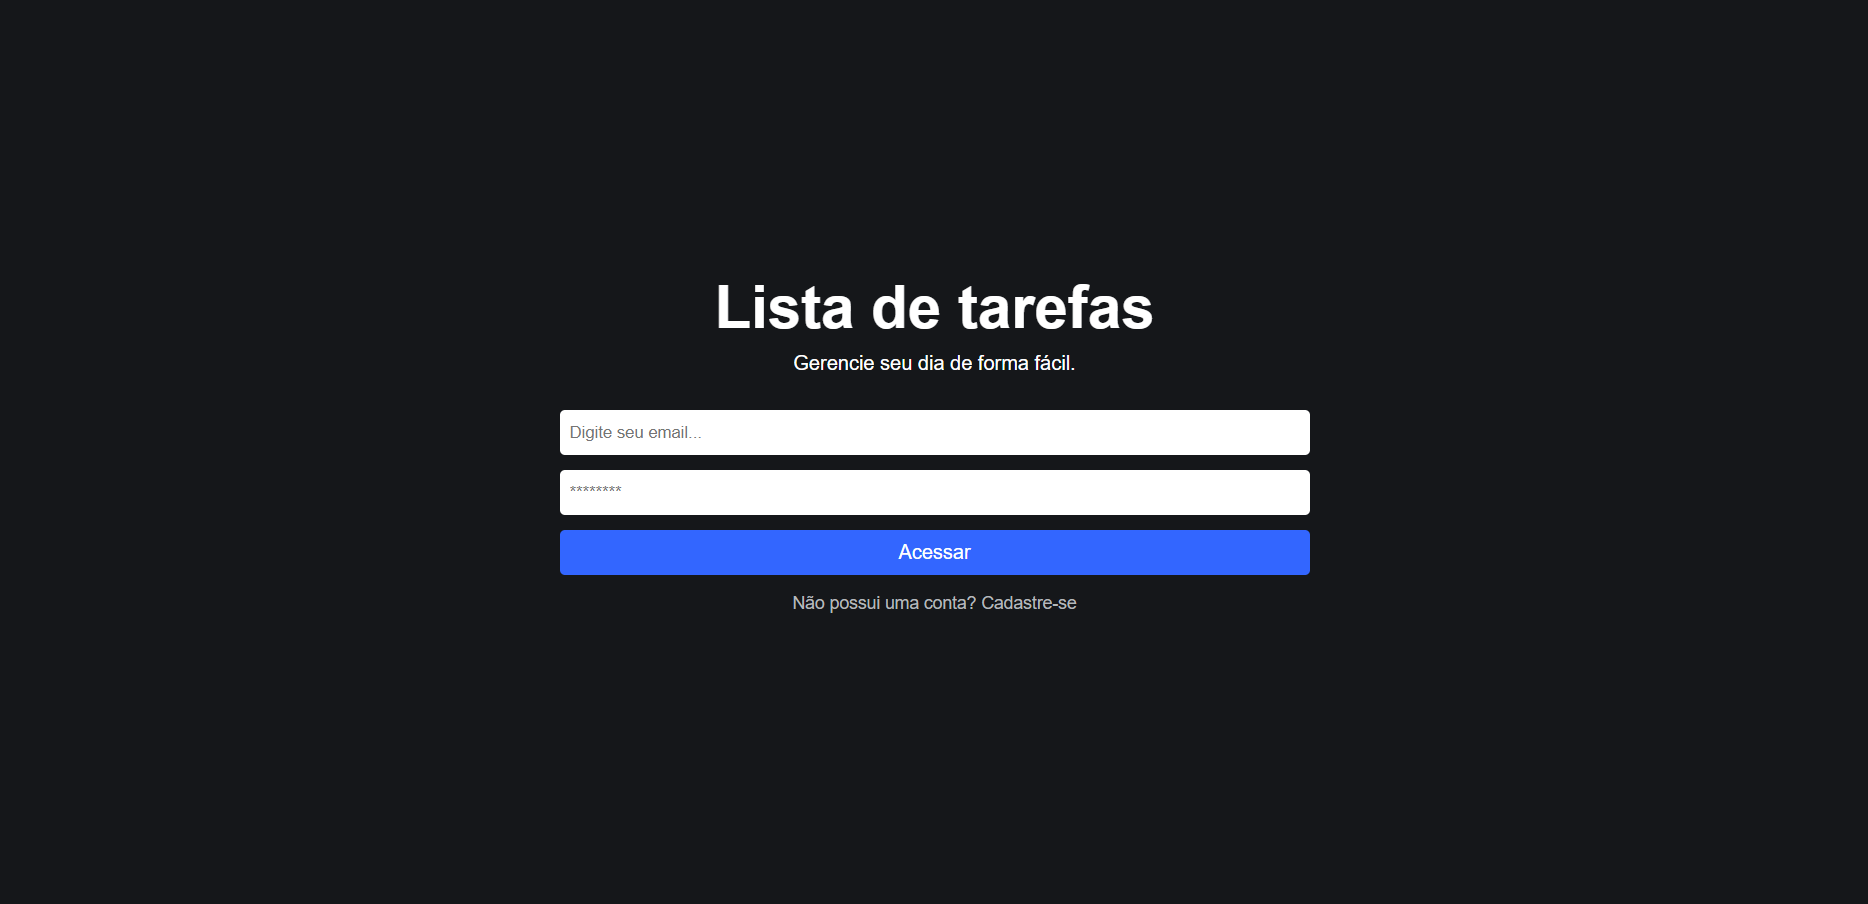 Lista de tarefas
Gerencie seu dia de forma fácil.
Digite seu email...
********
Acessar
Não possui uma conta? Cadastre-se